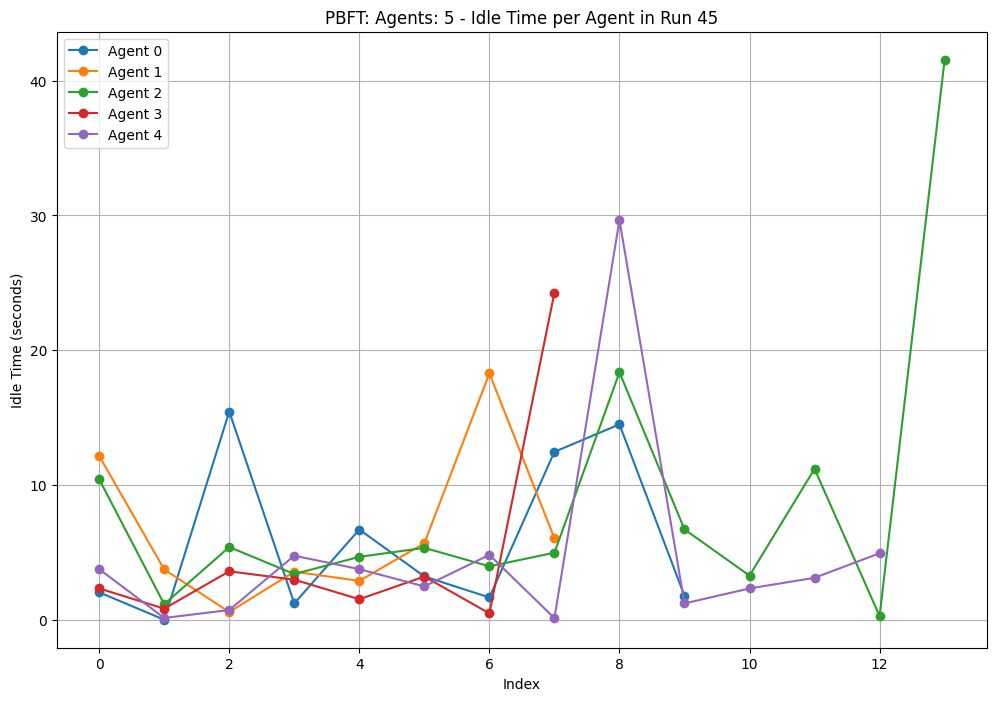 PBFT: Agents: 5 - Idle Time per Agent in Run 45
Agent 0
Agent 1
Agent 2
Agent 3
Agent 4
40
30
20
10
0
Idle Time (seconds)
0 2 4 6 8 10 12
Index